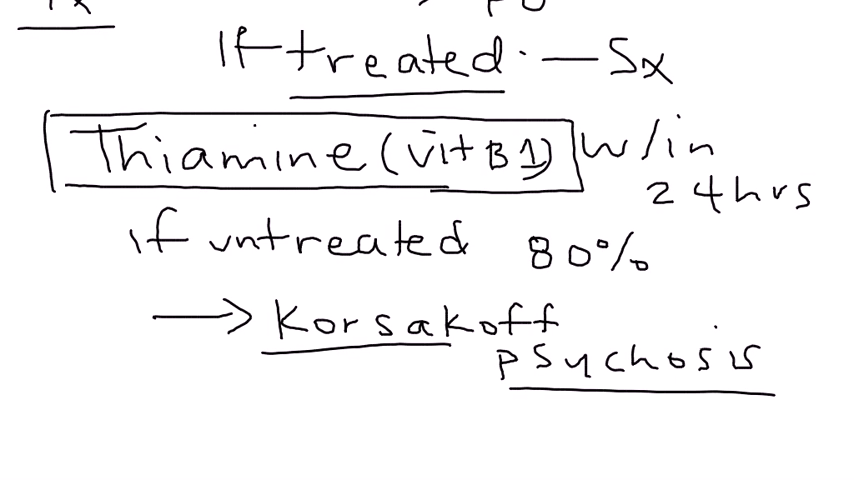 If treated - Sx
Thiamine (vit B1) w/in
24hrs
if untreated 80%
→ Korsakoff
psychosis